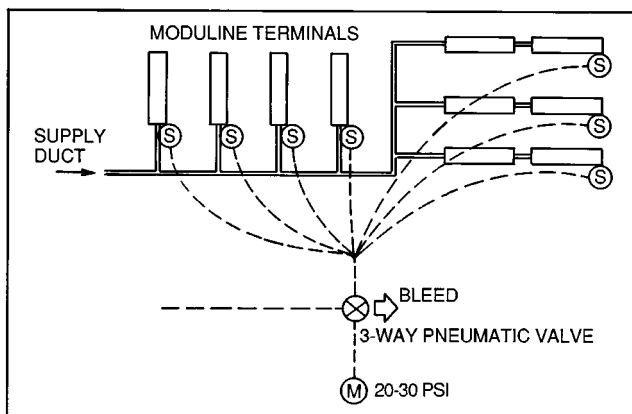 MODULINE TERMINALS
S
S
S
S
S
S
S
SUPPLY
DUCT
BLEED
3-WAY PNEUMATIC VALVE
M 20-30 PSI